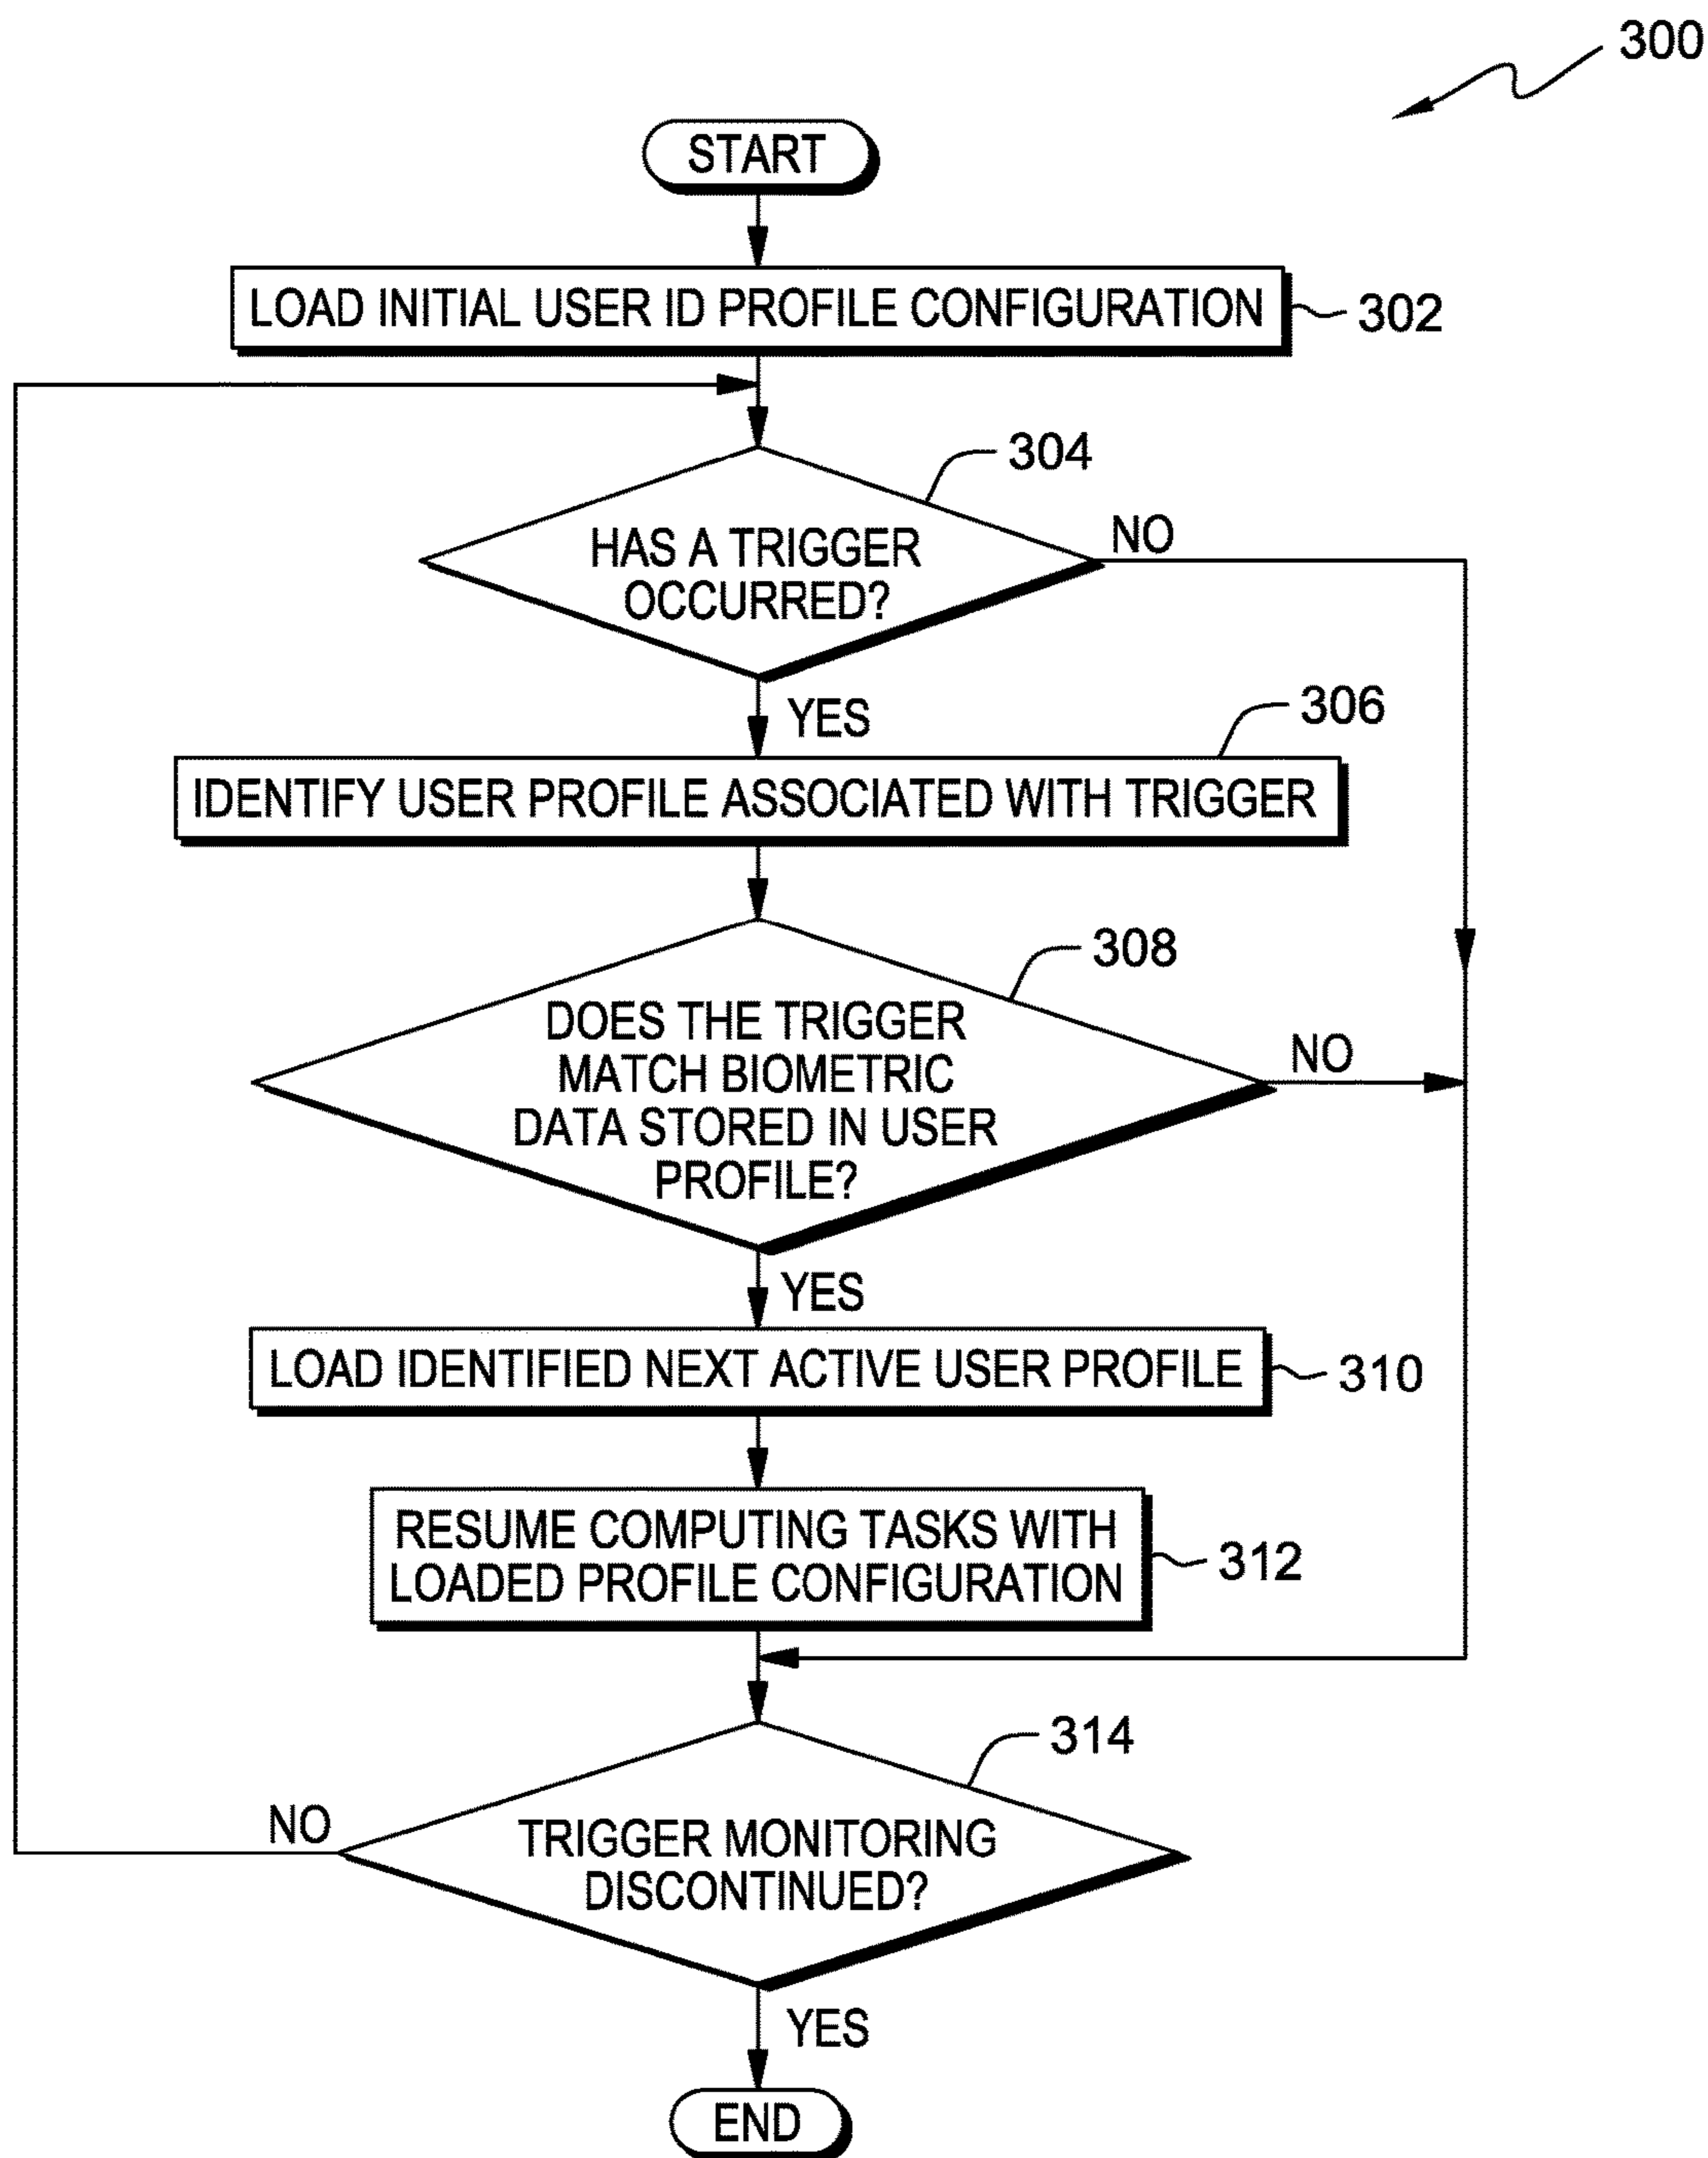 300
START
LOAD INITIAL USER ID PROFILE CONFIGURATION
302
304
HAS A TRIGGER
OCCURRED?
NO
YES
306
IDENTIFY USER PROFILE ASSOCIATED WITH TRIGGER
308
DOES THE TRIGGER
MATCH BIOMETRIC
DATA STORED IN USER
PROFILE?
NO
YES
LOAD IDENTIFIED NEXT ACTIVE USER PROFILE
310
RESUME COMPUTING TASKS WITH
LOADED PROFILE CONFIGURATION
312
314
TRIGGER MONITORING
DISCONTINUED?
NO
YES
END